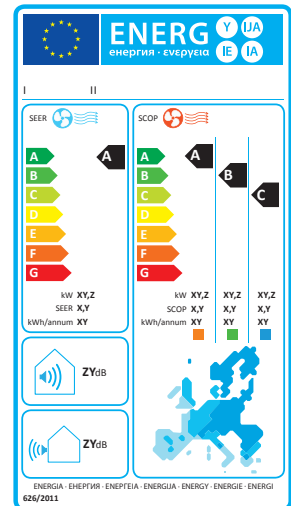 ENERG
енергия · ενεργεια
Y IJA
IE IA
I II
SEER
SCOP
A A
B
C
D
E
F
G
A A
B B
C C
D
E
F
G
kW XY,Z
SEER X,Y
kWh/annum XY
kW XY,Z XY,Z XY,Z
SCOP X,Y X,Y X,Y
kWh/annum XY XY XY
ZYdB
ZYdB
ENERGIA · ЕНЕРГИЯ · ΕΝΕΡΓΕΙΑ · ENERGIJA · ENERGY · ENERGIE · ENERGI
626/2011